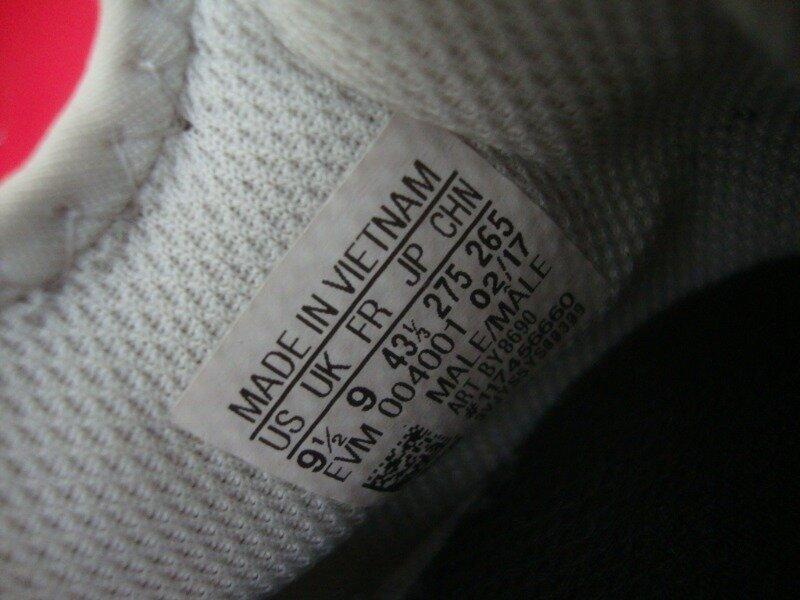 MADE IN VIETNAM
US UK FR JP CHN
9½ 9 43⅓ 275 265
EVM 004001 02/17
MALE/MÂLE
ART BY8690